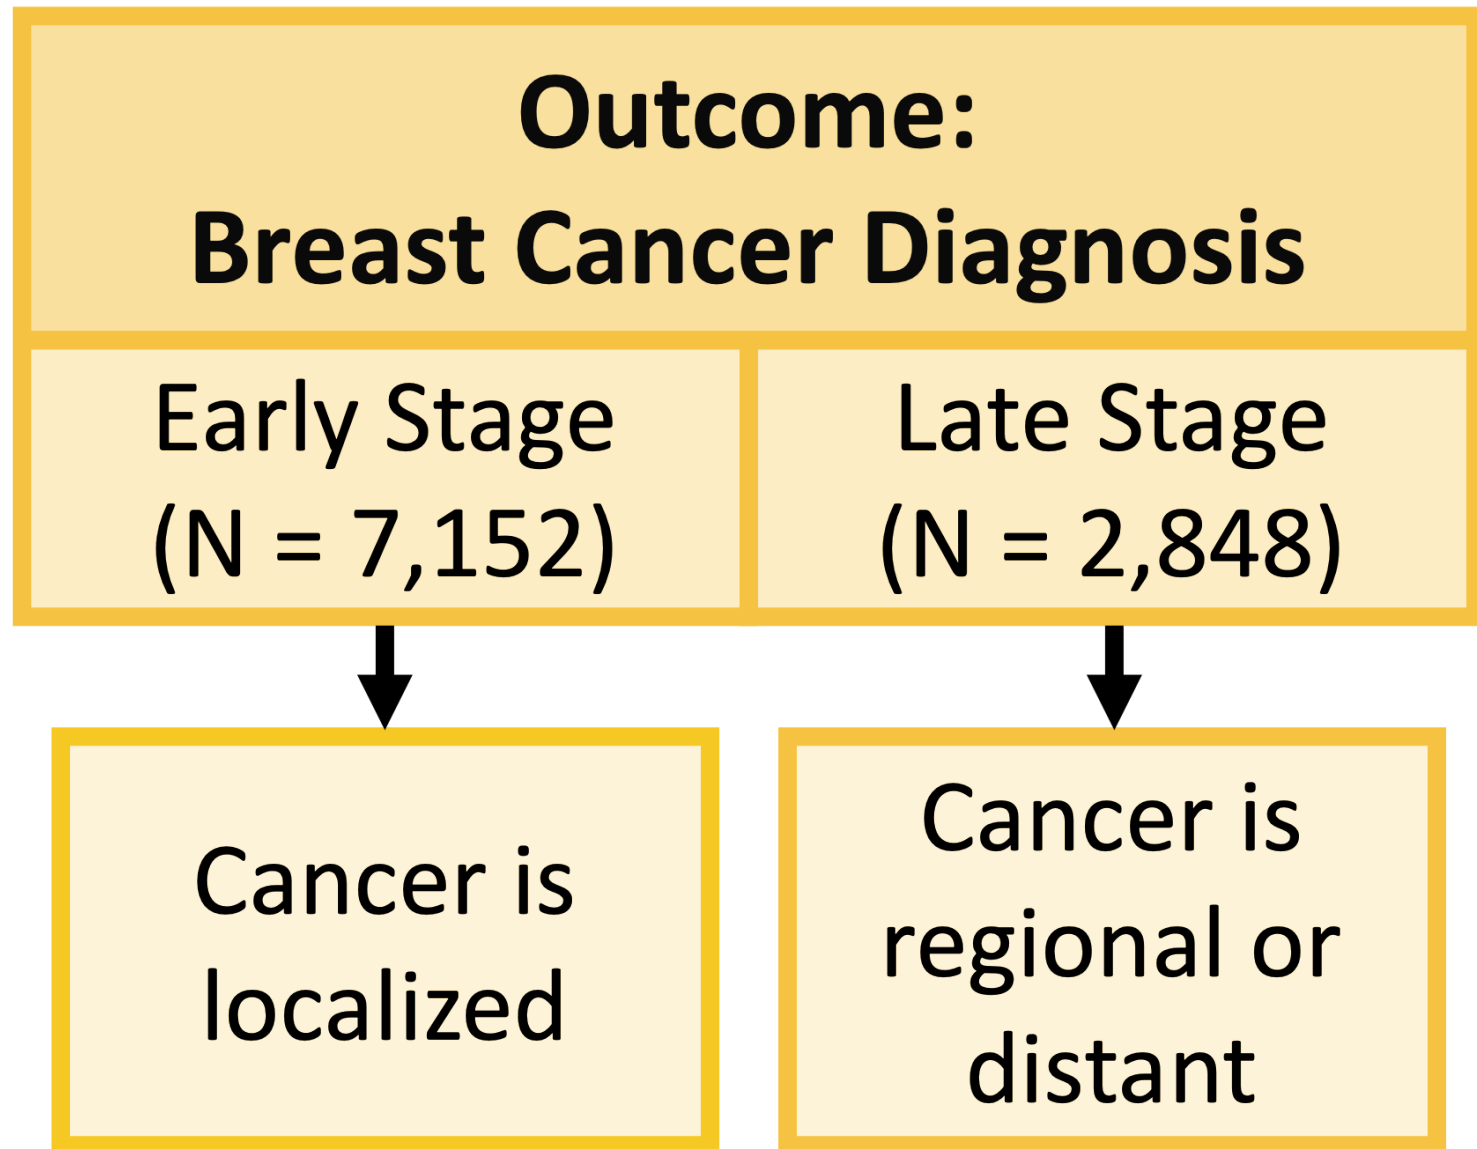 Outcome:
Breast Cancer Diagnosis
Early Stage
(N = 7,152)
Late Stage
(N = 2,848)
Cancer is
localized
Cancer is
regional or
distant